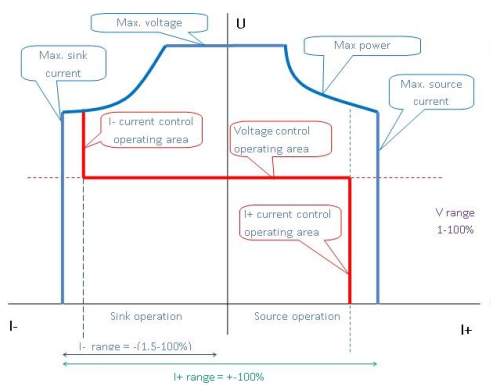 Max. voltage
U
Max power
Max. sink
current
Max. source
current
I- current control
operating area
Voltage control
operating area
I+ current control
operating area
V range
1-100%
Sink operation
Source operation
I-
I+
I- range = -(1.5-100%)
I+ range = +-100%